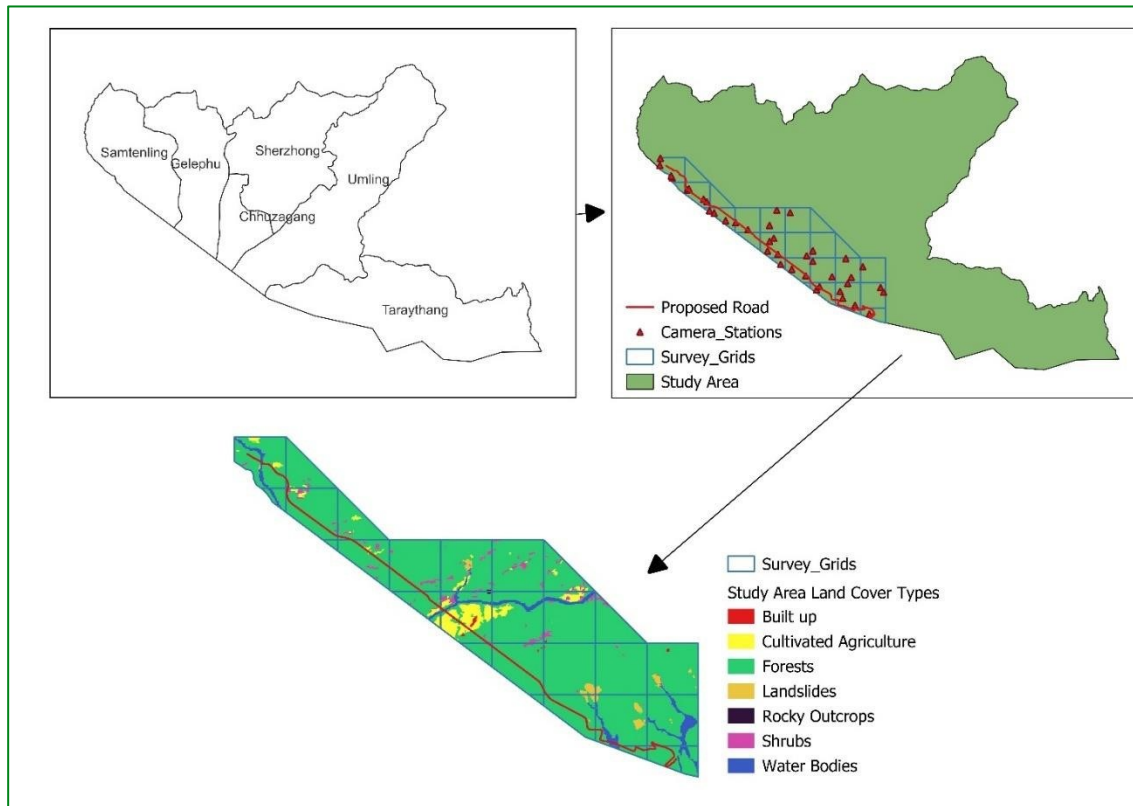 Samtenling
Gelephu
Sherzhong
Umling
Chhuzagang
Taraythang
Proposed Road
Camera_Stations
Survey_Grids
Study Area
Survey_Grids
Study Area Land Cover Types
Built up
Cultivated Agriculture
Forests
Landslides
Rocky Outcrops
Shrubs
Water Bodies